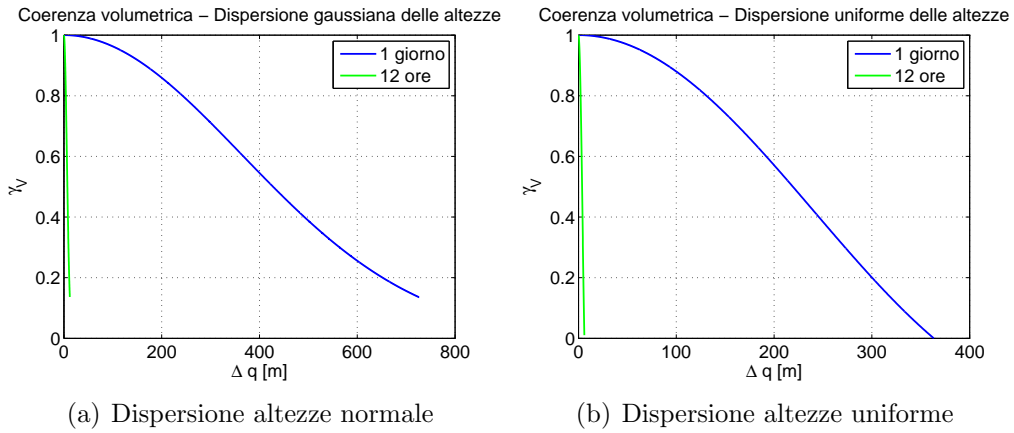 Coerenza volumetrica − Dispersione gaussiana delle altezze
1
0.8
0.6
0.4
0.2
0
γV
1 giorno
12 ore
0 200 400 600 800
Δ q [m]
(a) Dispersione altezze normale
Coerenza volumetrica − Dispersione uniforme delle altezze
1
0.8
0.6
0.4
0.2
0
γV
1 giorno
12 ore
0 100 200 300 400
Δ q [m]
(b) Dispersione altezze uniforme